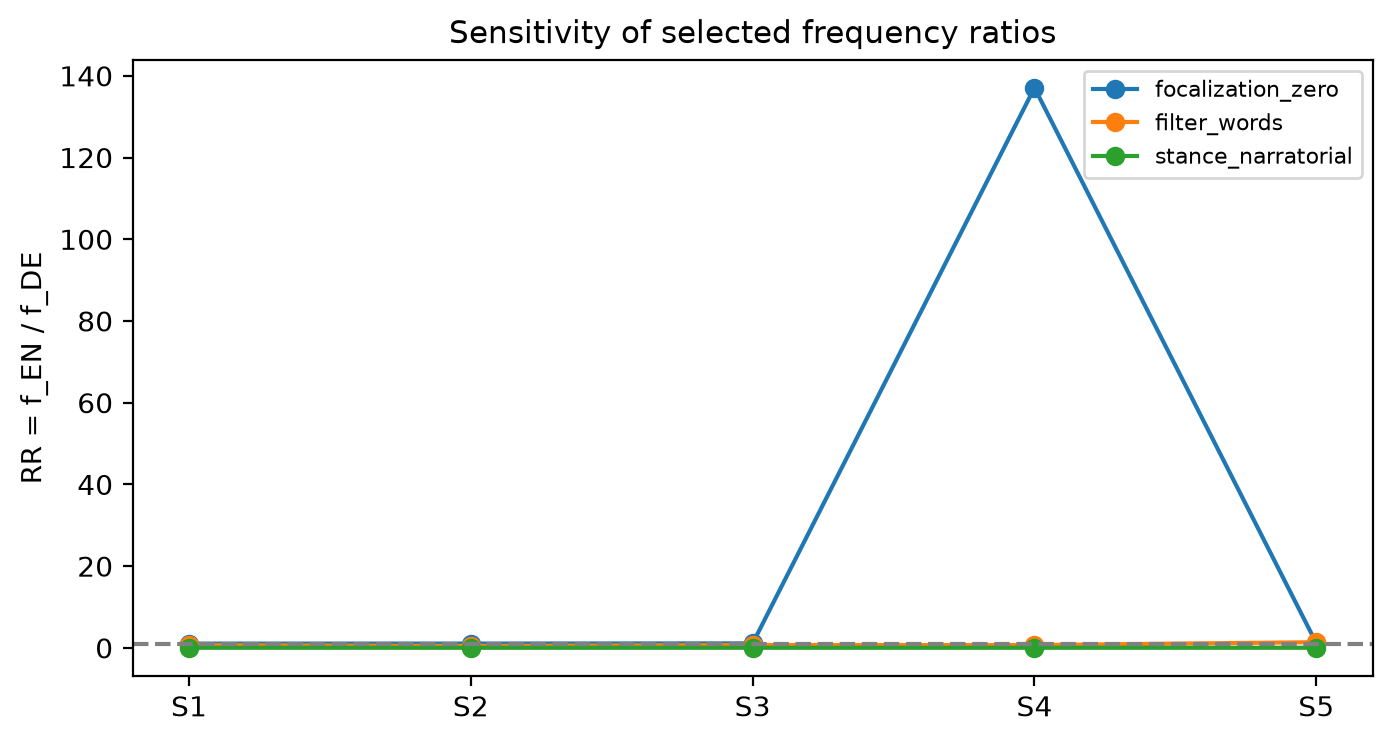 Sensitivity of selected frequency ratios
RR = f_EN / f_DE
140
120
100
80
60
40
20
0
focalization_zero
filter_words
stance_narratorial
S1
S2
S3
S4
S5